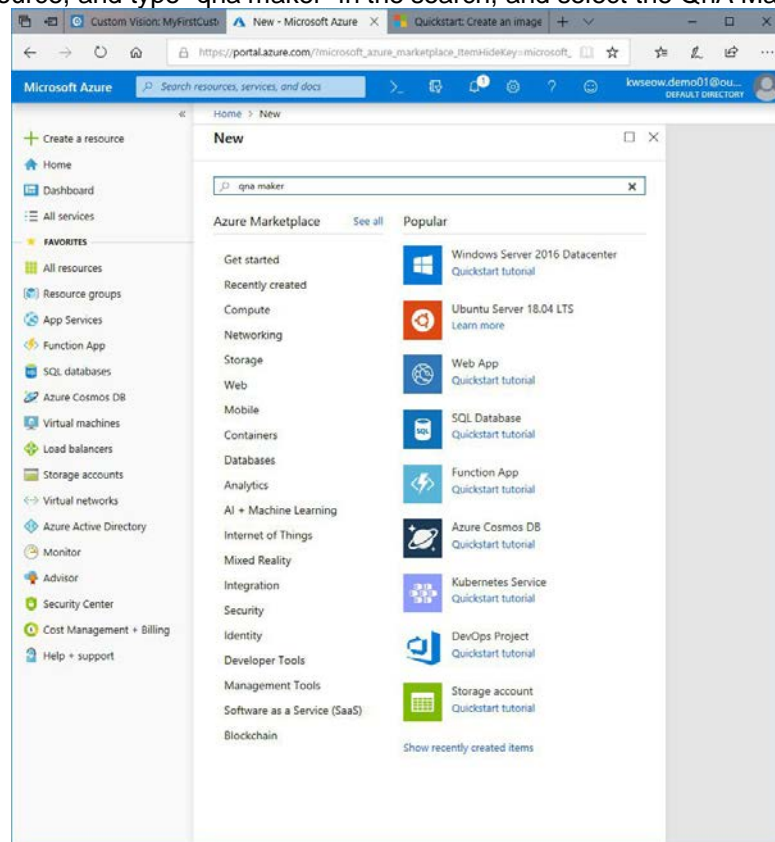 ource, and type "qna maker" in the search, and select the QnA Ma
Custom Vision: MyFirstCust
New - Microsoft Azure
Quickstart: Create an image
https://portal.azure.com/?microsoft_azure_marketplace_ItemHideKey=microsoft_
Microsoft Azure
Search resources, services, and docs
kwseow.demo01@ou...
DEFAULT DIRECTORY
Home > New
New
qna maker
Create a resource
Home
Dashboard
All services
FAVORITES
All resources
Resource groups
App Services
Function App
SQL databases
Azure Cosmos DB
Virtual machines
Load balancers
Storage accounts
Virtual networks
Azure Active Directory
Monitor
Advisor
Security Center
Cost Management + Billing
Help + support
Azure Marketplace
See all
Get started
Recently created
Compute
Networking
Storage
Web
Mobile
Containers
Databases
Analytics
AI + Machine Learning
Internet of Things
Mixed Reality
Integration
Security
Identity
Developer Tools
Management Tools
Software as a Service (SaaS)
Blockchain
Popular
Windows Server 2016 Datacenter
Quickstart tutorial
Ubuntu Server 18.04 LTS
Learn more
Web App
Quickstart tutorial
SQL Database
Quickstart tutorial
Function App
Quickstart tutorial
Azure Cosmos DB
Quickstart tutorial
Kubernetes Service
Quickstart tutorial
DevOps Project
Quickstart tutorial
Storage account
Quickstart tutorial
Show recently created items